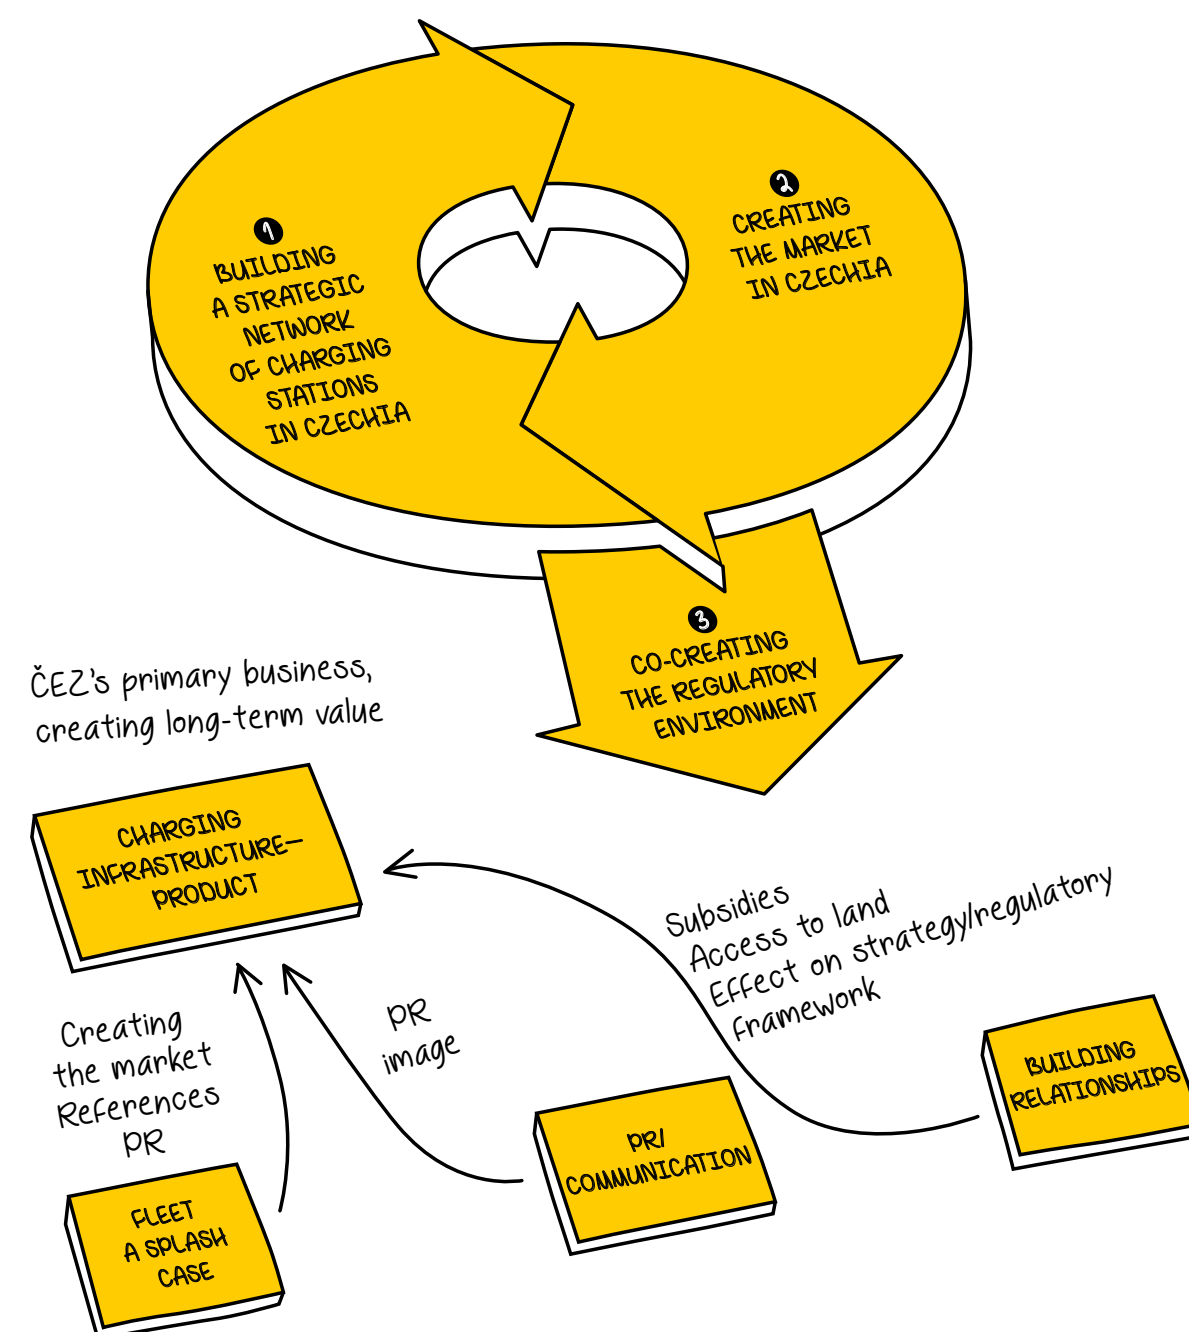 1
BUILDING
A STRATEGIC
NETWORK
OF CHARGING
STATIONS
IN CZECHIA
2
CREATING
THE MARKET
IN CZECHIA
3
CO-CREATING
THE REGULATORY
ENVIRONMENT
ČEZ's primary business,
creating long-term value
CHARGING
INFRASTRUCTURE—
PRODUCT
Subsidies
Access to land
Effect on strategy/regulatory
framework
Creating
the market
References
PR
PR
image
BUILDING
RELATIONSHIPS
PR/
COMMUNICATION
FLEET
A SPLASH
CASE